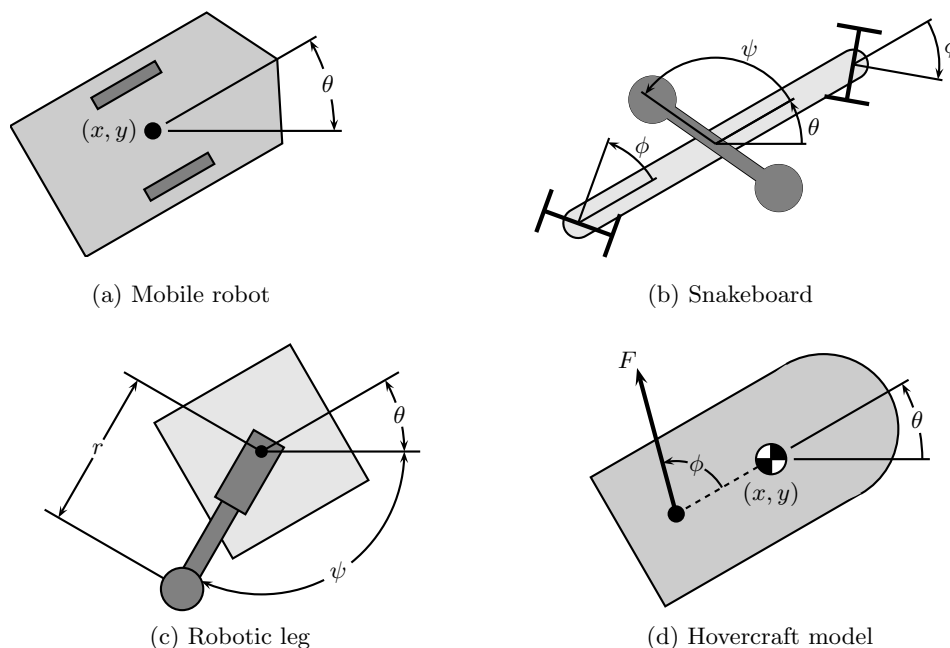 θ
(x, y)
(a) Mobile robot
ψ
ϕ
θ
ϕ
(b) Snakeboard
r
θ
ψ
(c) Robotic leg
F
ϕ
θ
(x, y)
(d) Hovercraft model